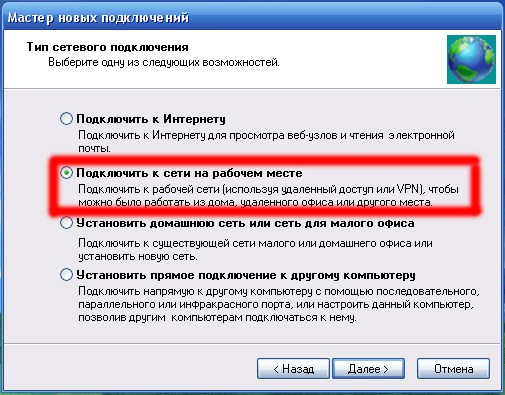 Мастер новых подключений
Тип сетевого подключения
Выберите одну из следующих возможностей.
Подключить к Интернету
Подключить к Интернету для просмотра веб-узлов и чтения электронной
почты.
Подключить к сети на рабочем месте
Подключить к рабочей сети (используя удаленный доступ или VPN), чтобы
можно было работать из дома, удаленного офиса или другого места.
Установить домашнюю сеть или сеть для малого офиса
Подключить к существующей сети малого или домашнего офиса или
установить новую сеть.
Установить прямое подключение к другому компьютеру
Подключить напрямую к другому компьютеру с помощью последовательного,
параллельного или инфракрасного порта, или настроить данный компьютер,
позволив другим компьютерам подключаться к нему.
< Назад
Далее >
Отмена